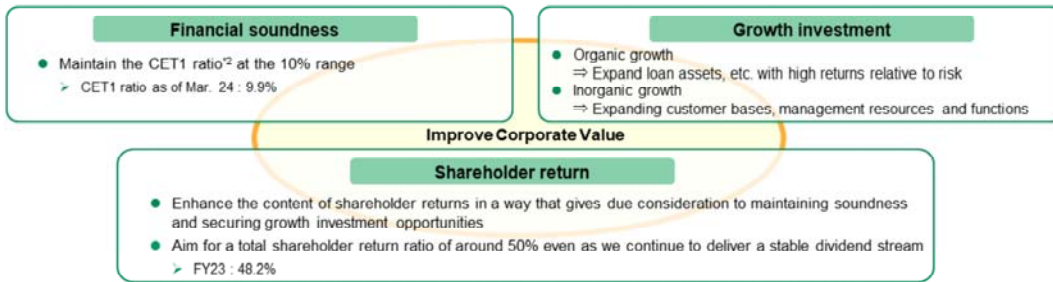 Financial soundness
● Maintain the CET1 ratio*2 at the 10% range
➢ CET1 ratio as of Mar. 24 : 9.9%
Growth investment
● Organic growth
⇒ Expand loan assets, etc. with high returns relative to risk
● Inorganic growth
⇒ Expanding customer bases, management resources and functions
Improve Corporate Value
Shareholder return
● Enhance the content of shareholder returns in a way that gives due consideration to maintaining soundness
and securing growth investment opportunities
● Aim for a total shareholder return ratio of around 50% even as we continue to deliver a stable dividend stream
➢ FY23 : 48.2%